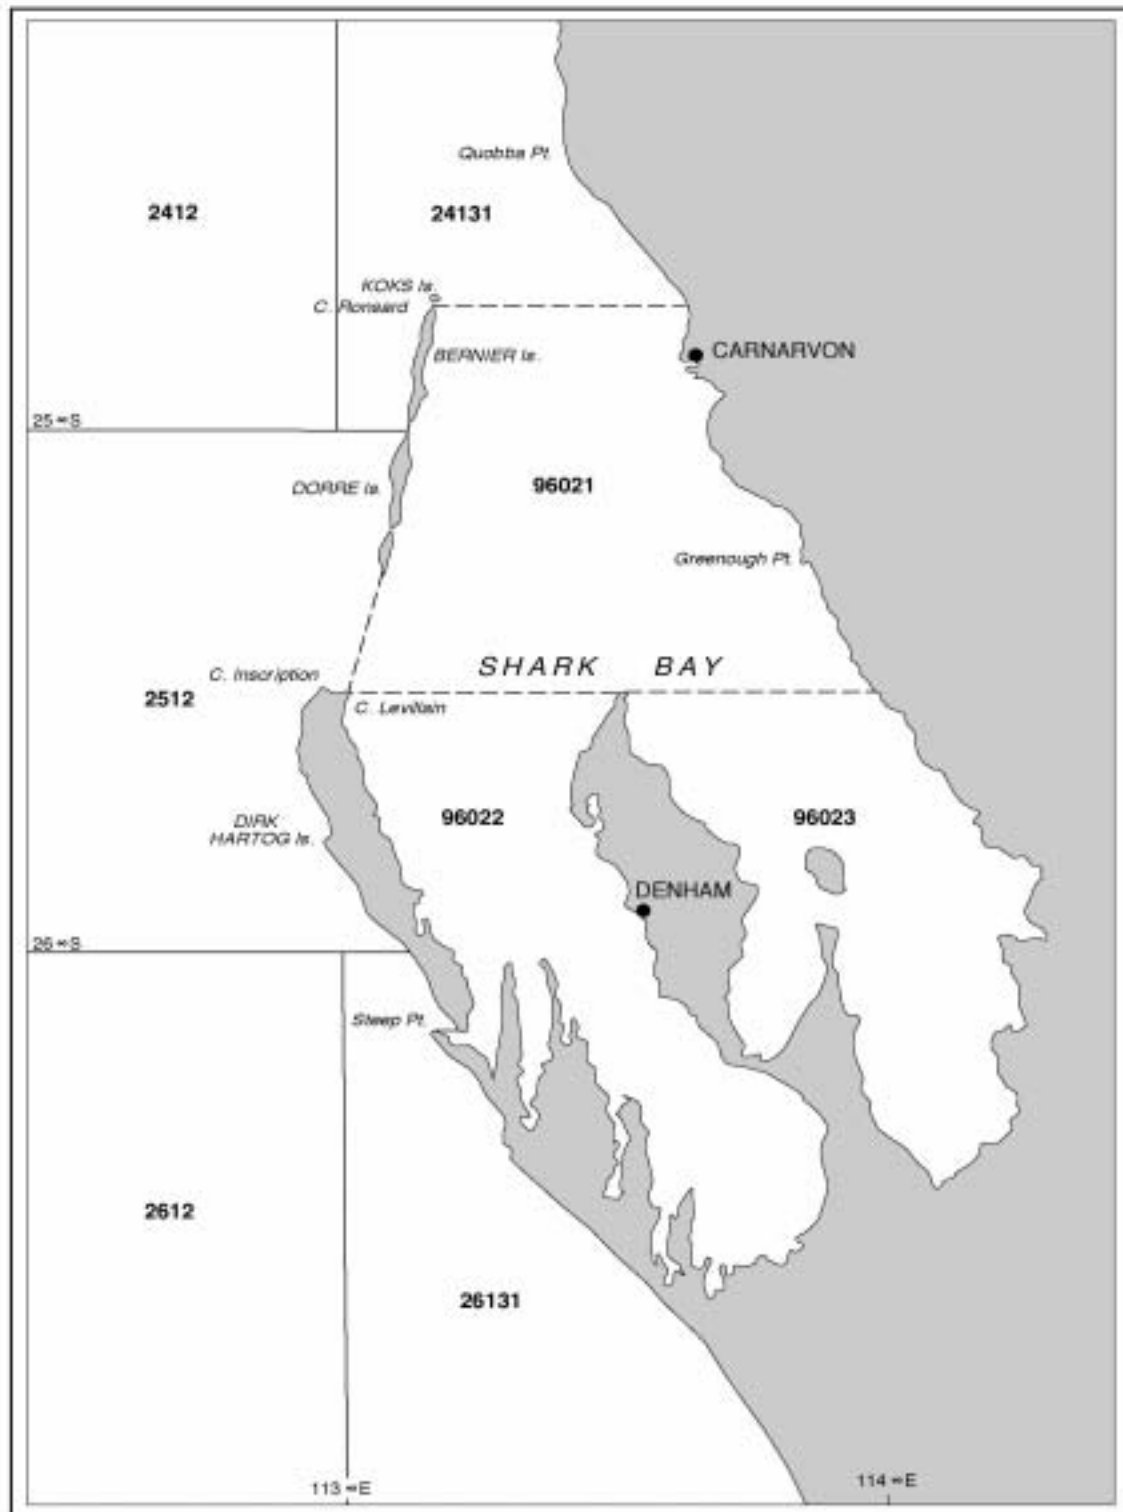 Quobba Pt.
2412
24131
KOKS Is.
C. Ronsard
BERNIER Is.
CARNARVON
25 ∞S
DORRE Is.
96021
Greenough Pt.
SHARK BAY
C. Inscription
2512
C. Levillain
DIRK
HARTOG Is.
96022
96023
DENHAM
26 ∞S
Steep Pt.
2612
26131
113 ∞E
114 ∞E